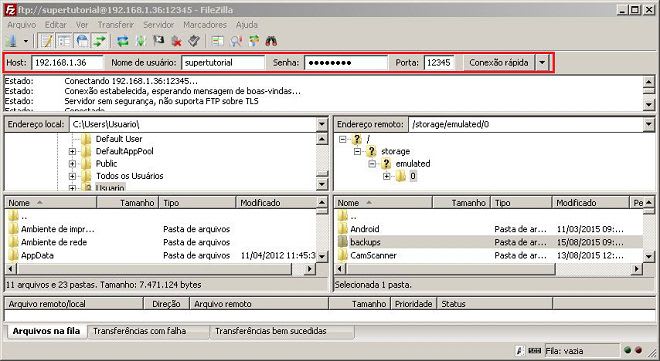 ftp://supertutorial@192.168.1.36:12345 - FileZilla
Arquivo Editar Ver Transferir Servidor Marcadores Ajuda
Host: 192.168.1.36 Nome de usuário: supertutorial Senha: ●●●●●●●● Porta: 12345 Conexão rápida
Estado: Conectando 192.168.1.36:12345...
Estado: Conexão estabelecida, esperando mensagem de boas-vindas...
Estado: Servidor sem segurança, não suporta FTP sobre TLS
Estado: Conectado
Endereço local: C:\Users\Usuario\
Default User
DefaultAppPool
Public
Todos os Usuários
Usuario
Endereço remoto: /storage/emulated/0
/
storage
emulated
0
Nome Tamanho Tipo Modificado
..
Ambiente de impr... Pasta de arquivos
Ambiente de rede Pasta de arquivos
AppData Pasta de arquivos 11/04/2012 11:45:3
11 arquivos e 23 pastas. Tamanho: 7.471.124 bytes
Nome Tamanho Tipo Modificado Pe
..
Android Pasta de ar... 11/03/2015 09:...
backups Pasta de ar... 15/08/2015 09:...
CamScanner Pasta de ar... 13/08/2015 09:...
Selecionada 1 pasta.
Arquivo remoto/local Direção Arquivo remoto Tamanho Prioridade Status
Arquivos na fila Transferências com falha Transferências bem sucedidas
Fila: vazia